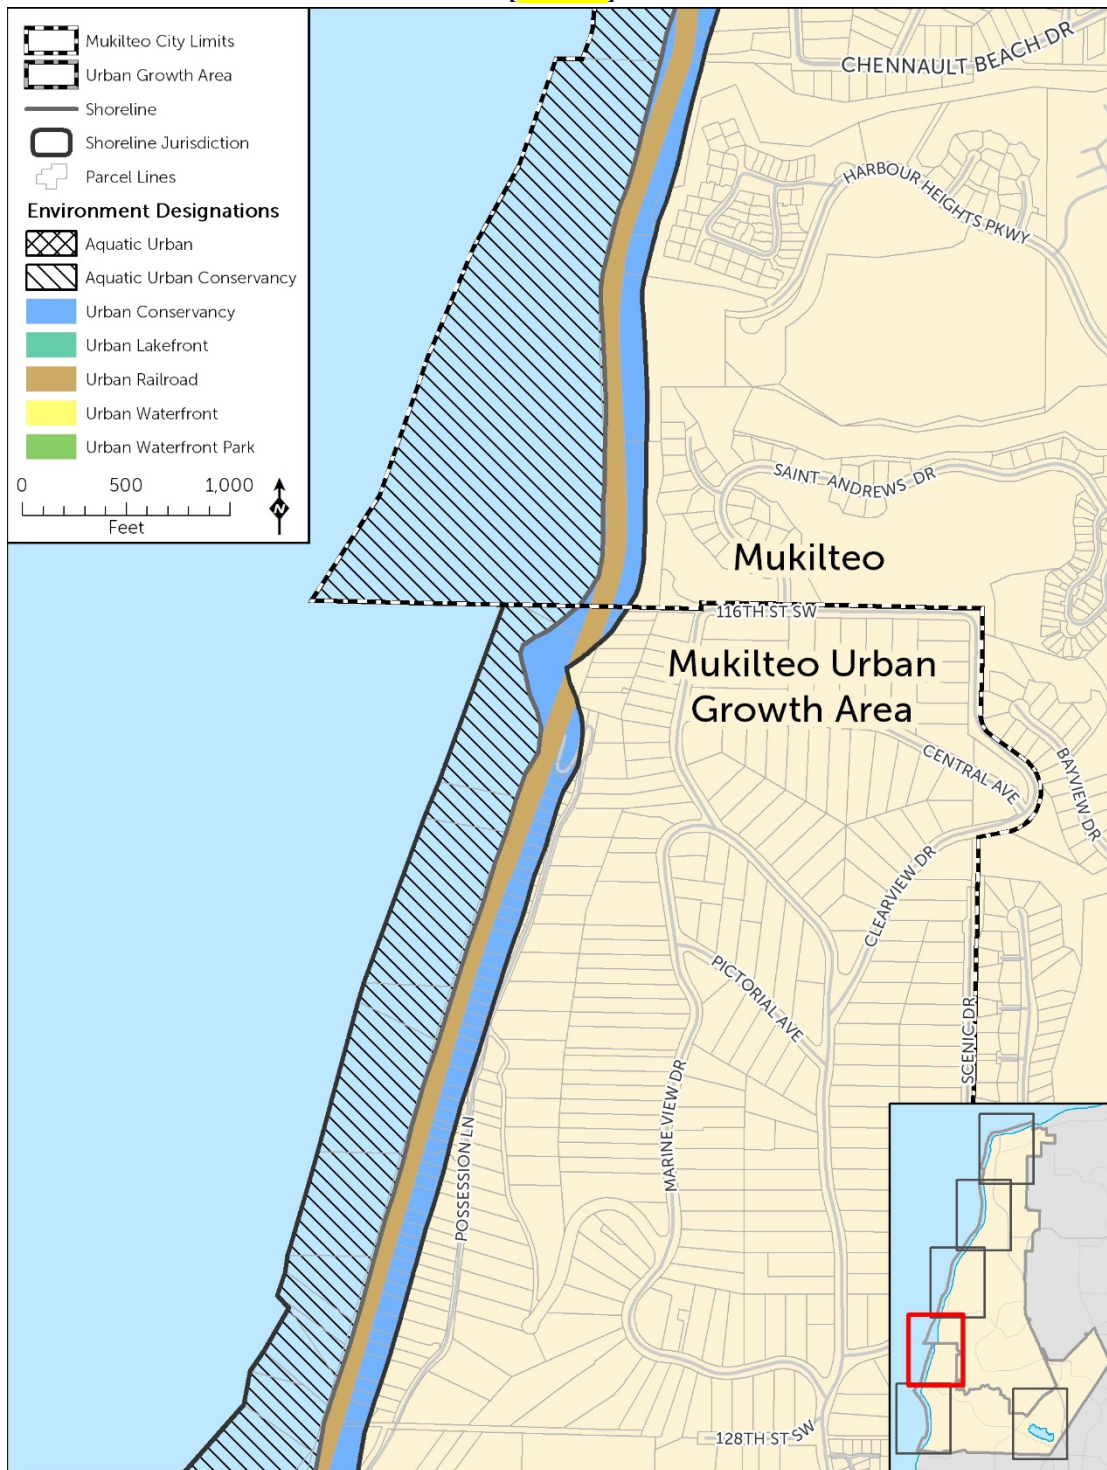 Mukilteo City Limits
Urban Growth Area
Shoreline
Shoreline Jurisdiction
Parcel Lines
Environment Designations
Aquatic Urban
Aquatic Urban Conservancy
Urban Conservancy
Urban Lakefront
Urban Railroad
Urban Waterfront
Urban Waterfront Park
0 500 1,000
Feet
N
CHENNAULT BEACH DR
HARBOUR HEIGHTS PKWY
SAINT ANDREWS DR
Mukilteo
116TH ST SW
Mukilteo Urban
Growth Area
CENTRAL AVE
BAYVIEW DR
CLEARVIEW DR
PICTORIAL AVE
SCENIC DR
MARINE VIEW DR
POSSESSION LN
128TH ST SW